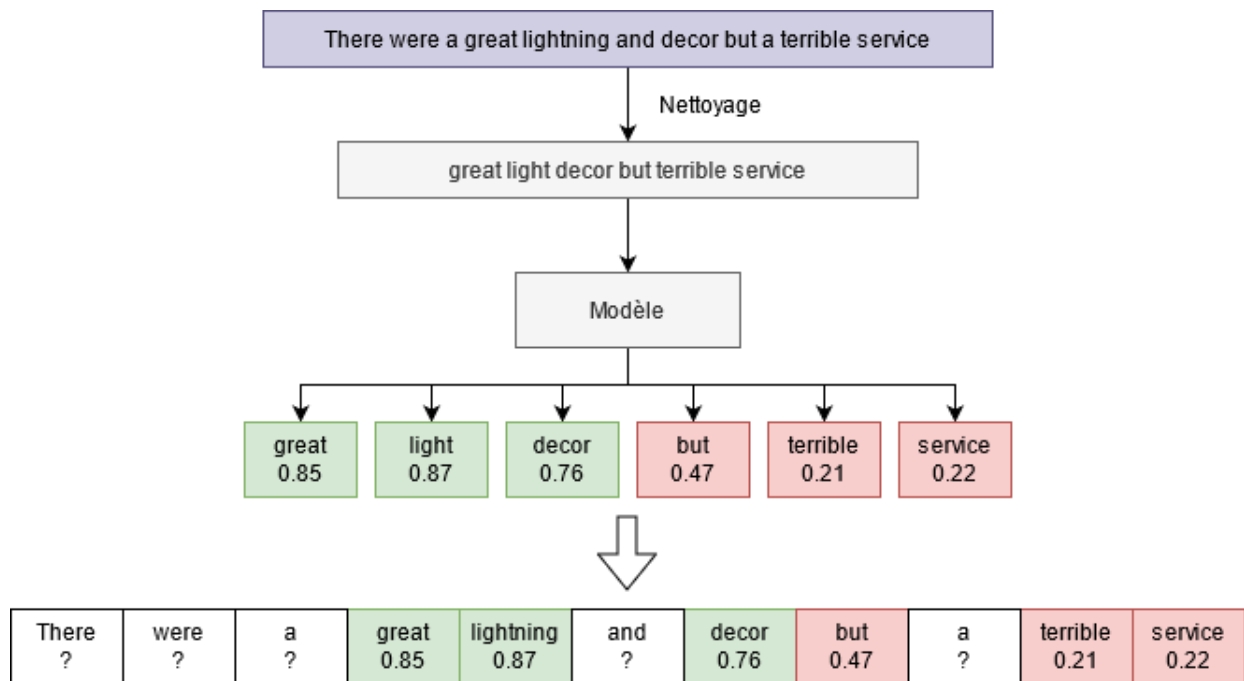 There were a great lightning and decor but a terrible service
Nettoyage
great light decor but terrible service
Modèle
great light decor but terrible service
0.85 0.87 0.76 0.47 0.21 0.22
There were a great lightning and decor but a terrible service
? ? ? 0.85 0.87 ? 0.76 0.47 ? 0.21 0.22